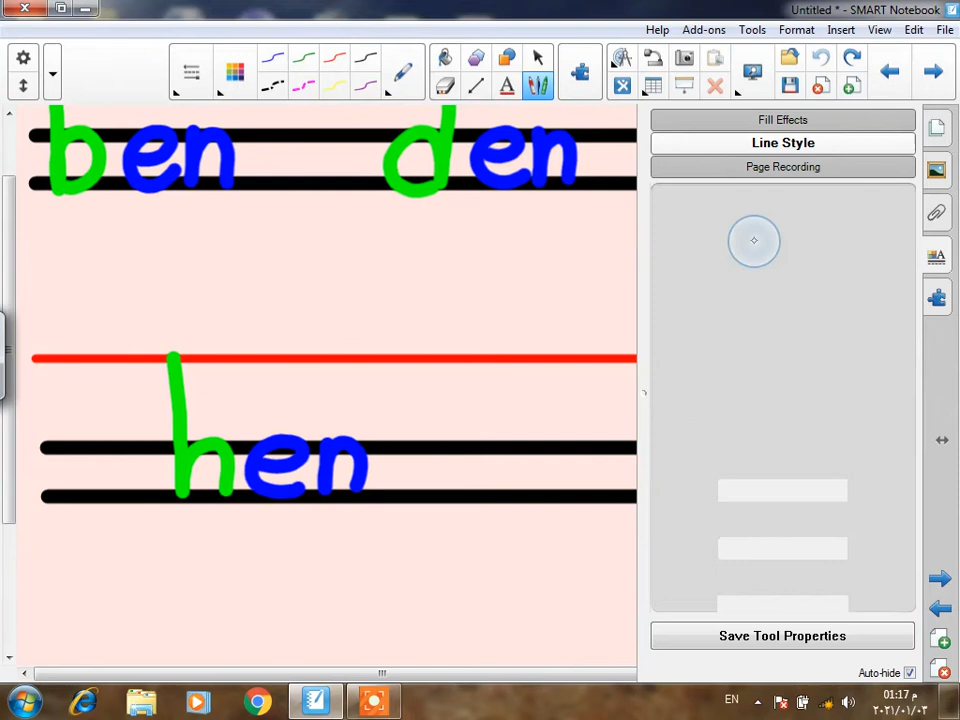 Untitled * - SMART Notebook
Help Add-ons Tools Format Insert View Edit File
Fill Effects
Line Style
Page Recording
ben den
hen
Save Tool Properties
Auto-hide
EN
01:17 م
٢٠٢١/٠١/٠٣